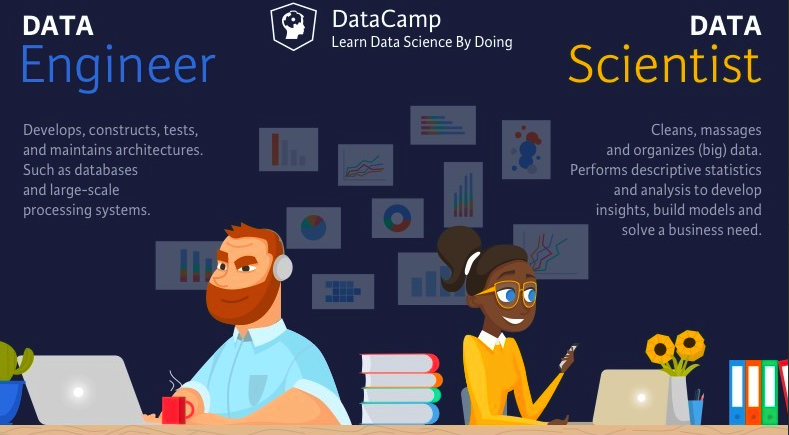 DATA
Engineer
DataCamp
Learn Data Science By Doing
DATA
Scientist
Develops, constructs, tests,
and maintains architectures.
Such as databases
and large-scale
processing systems.
Cleans, massages
and organizes (big) data.
Performs descriptive statistics
and analysis to develop
insights, build models and
solve a business need.